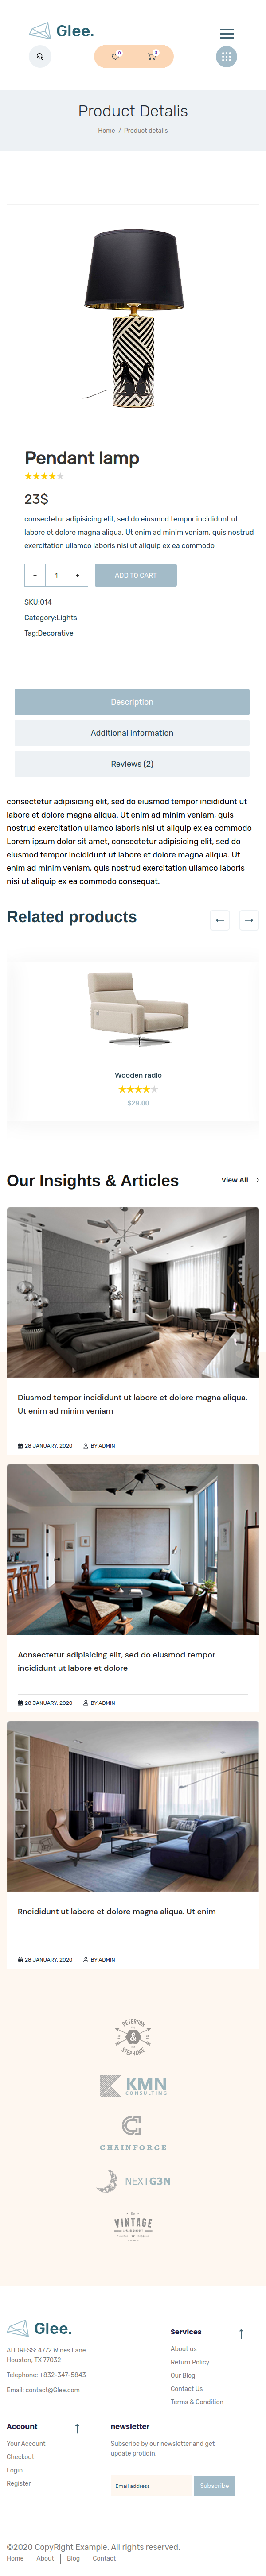 Glee.
0
0
Product Detalis
Home / Product detalis
Pendant lamp
23$
consectetur adipisicing elit, sed do eiusmod tempor incididunt ut
labore et dolore magna aliqua. Ut enim ad minim veniam, quis nostrud
exercitation ullamco laboris nisi ut aliquip ex ea commodo
- 1 +
ADD TO CART
SKU:014
Category:Lights
Tag:Decorative
Description
Additional information
Reviews (2)
consectetur adipisicing elit, sed do eiusmod tempor incididunt ut
labore et dolore magna aliqua. Ut enim ad minim veniam, quis
nostrud exercitation ullamco laboris nisi ut aliquip ex ea commodo
Lorem ipsum dolor sit amet, consectetur adipisicing elit, sed do
eiusmod tempor incididunt ut labore et dolore magna aliqua. Ut
enim ad minim veniam, quis nostrud exercitation ullamco laboris
nisi ut aliquip ex ea commodo consequat.
Related products
Wooden radio
$29.00
Our Insights & Articles
View All
Diusmod tempor incididunt ut labore et dolore magna aliqua.
Ut enim ad minim veniam
28 JANUARY, 2020 BY ADMIN
Aonsectetur adipisicing elit, sed do eiusmod tempor
incididunt ut labore et dolore
28 JANUARY, 2020 BY ADMIN
Rncididunt ut labore et dolore magna aliqua. Ut enim
28 JANUARY, 2020 BY ADMIN
PETERSON
&
STEPHANIE
KMN
CONSULTING
CHAINFORCE
NEXTG3N
The
VINTAGE
Glee.
ADDRESS: 4772 Wines Lane
Houston, TX 77032
Telephone: +832-347-5843
Email: contact@Glee.com
Services
About us
Return Policy
Our Blog
Contact Us
Terms & Condition
Account
Your Account
Checkout
Login
Register
newsletter
Subscribe by our newsletter and get
update protidin.
Email address
Subscribe
©2020 CopyRight Example. All rights reserved.
Home
About
Blog
Contact